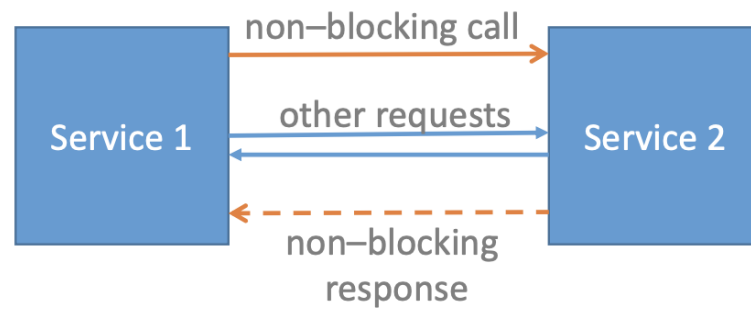 non–blocking call
other requests
Service 1
Service 2
non–blocking
response